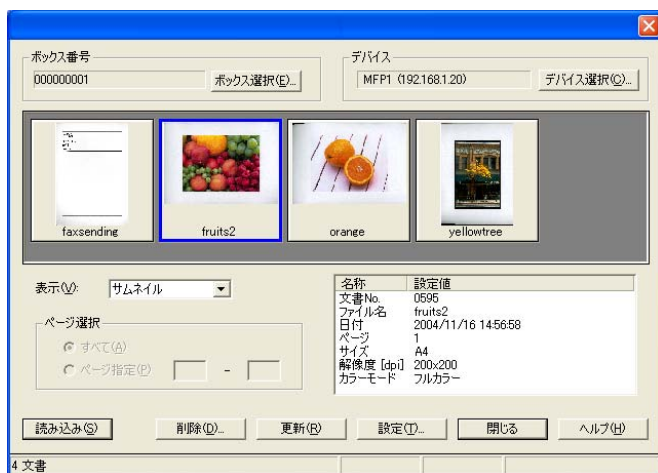 ボックス番号
000000001
ボックス選択(E)...
デバイス
MFP1 (192.168.1.20)
デバイス選択(C)...
faxsending
fruits2
orange
yellowtree
表示(V):
サムネイル
ページ選択
すべて(A)
ページ指定(P)
-
名称 設定値
文書No. 0595
ファイル名 fruits2
日付 2004/11/16 14:56:58
ページ 1
サイズ A4
解像度 [dpi] 200x200
カラーモード フルカラー
読み込み(S)
削除(D)...
更新(R)
設定(T)...
閉じる
ヘルプ(H)
4 文書